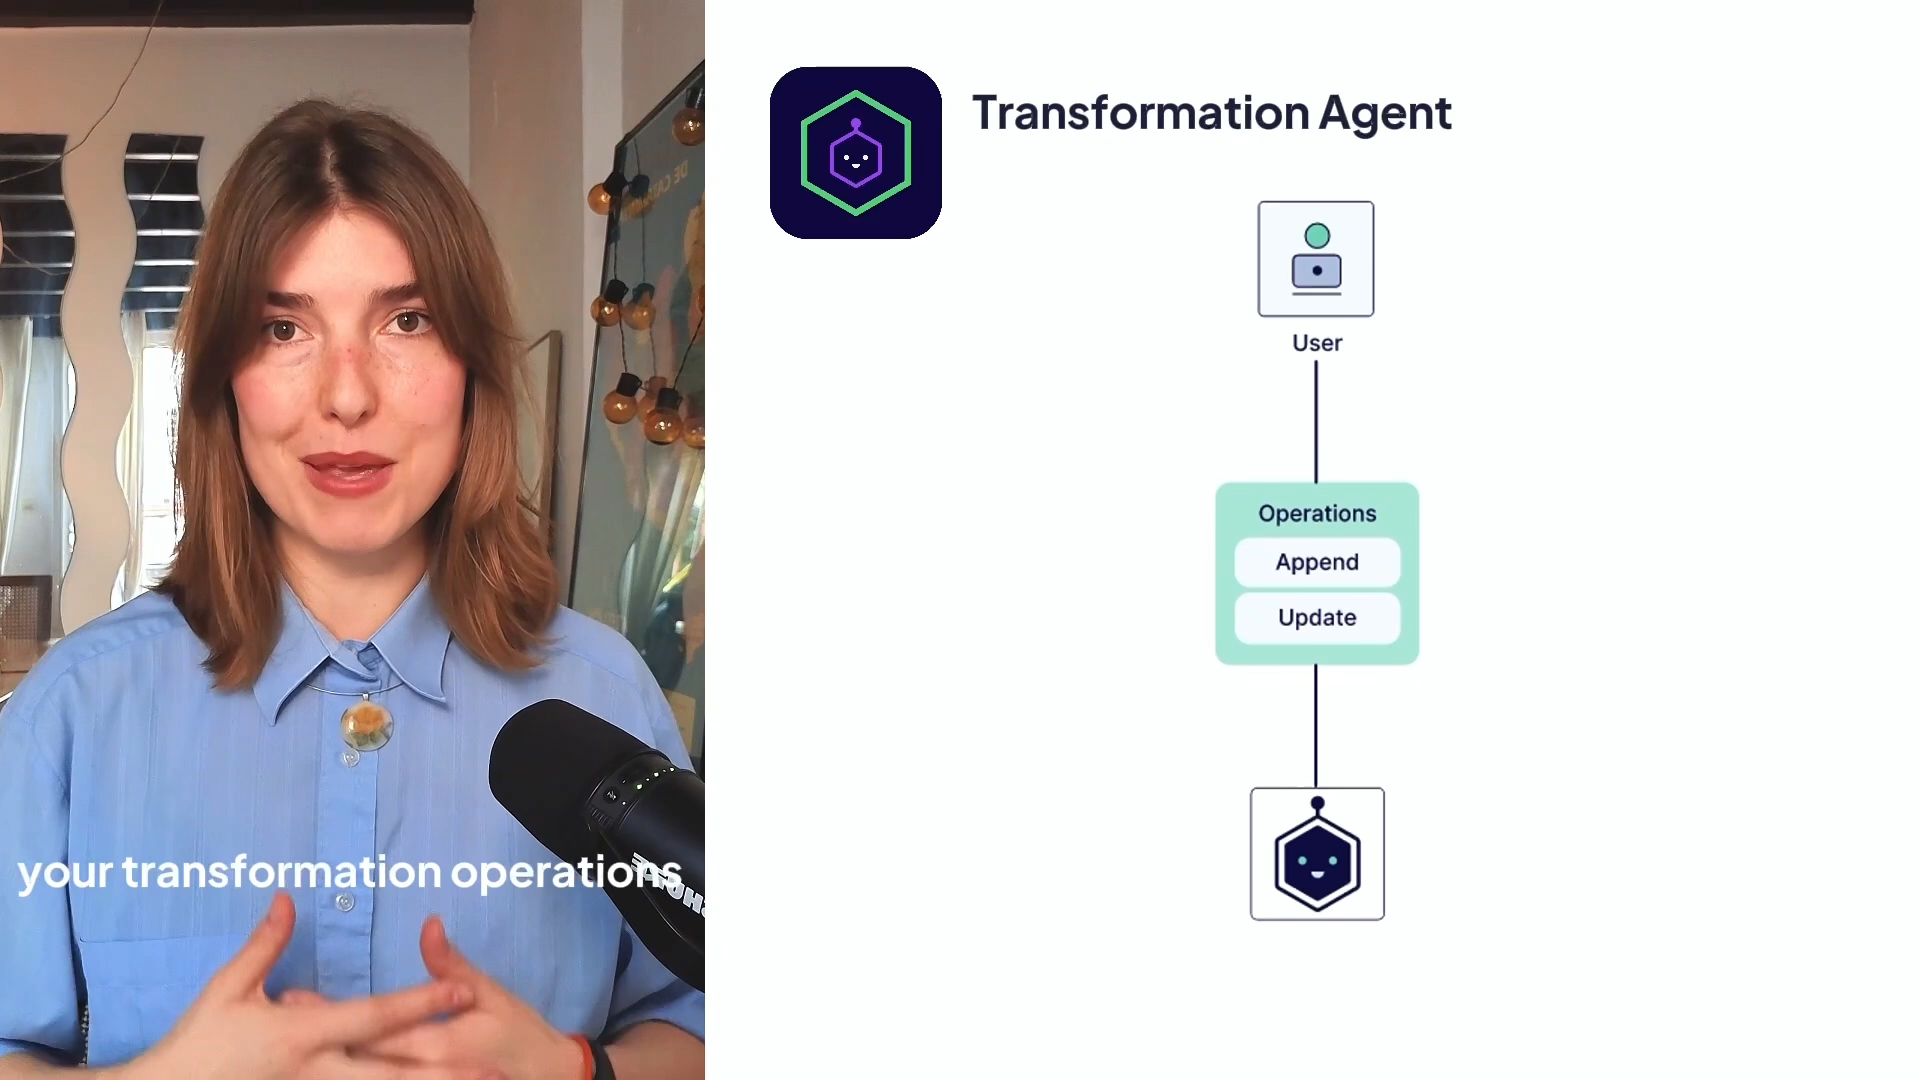 Transformation Agent
User
Operations
Append
Update
your transformation operations